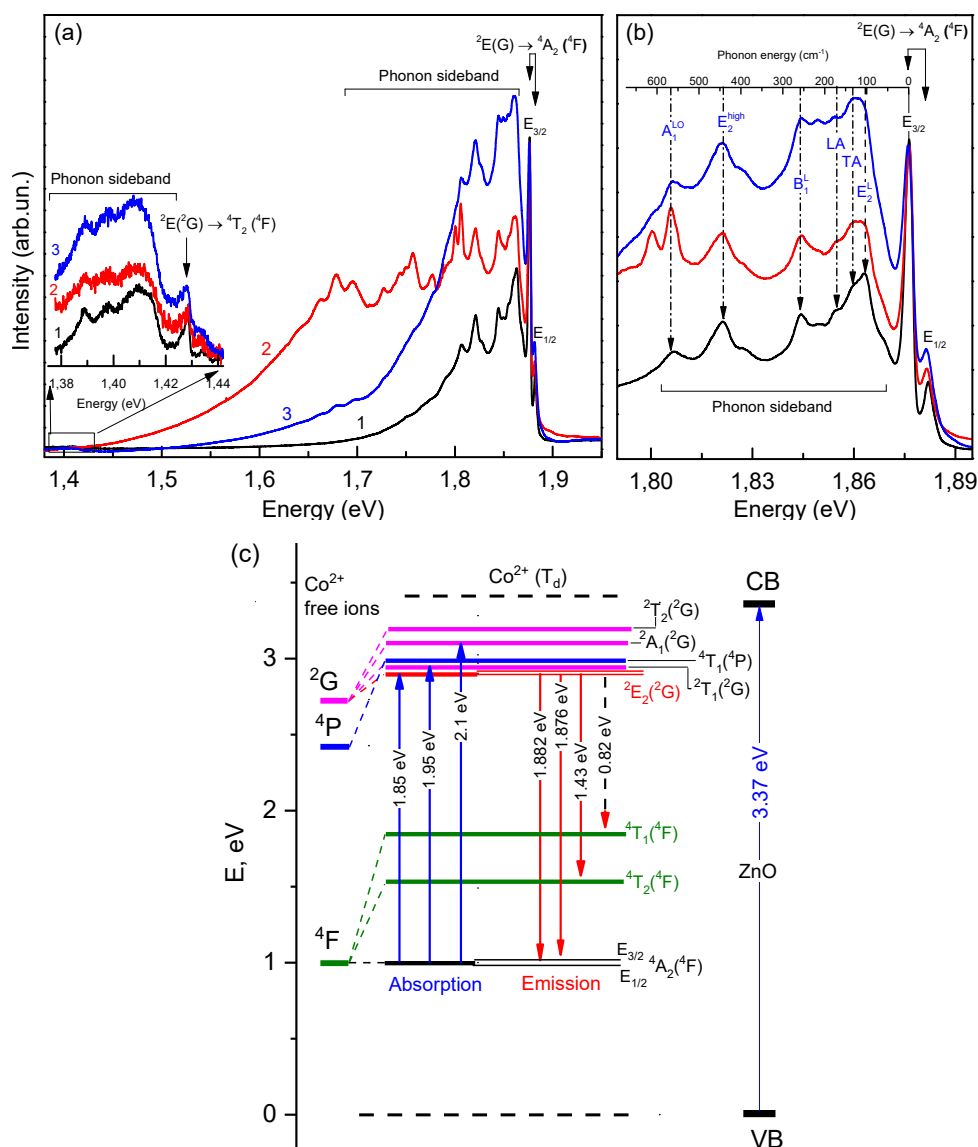 (a)
²E(G) → ⁴A₂ (⁴F)
Phonon sideband
E₃/₂
E₁/₂
Phonon sideband
²E(²G) → ⁴T₂ (⁴F)
3
2
1
1,38 1,40 1,42 1,44
Energy (eV)
2
3
1
Intensity (arb.un.)
1,4 1,5 1,6 1,7 1,8 1,9
Energy (eV)
(b)
²E(G) → ⁴A₂ (⁴F)
Phonon energy (cm⁻¹)
600 500 400 300 200 100 0
E₃/₂
A₁ᴸᴼ
E₂ʰⁱᵍʰ
B₁ᴸ
LA
TA
E₂ᴸ
E₁/₂
Phonon sideband
1,80 1,83 1,86 1,89
Energy (eV)
(c)
Co²⁺
free ions
Co²⁺ (T_d)
CB
²T₂(²G)
²A₁(²G)
⁴T₁(⁴P)
²T₁(²G)
²E₂(²G)
²G
⁴P
⁴F
1.85 eV
1.95 eV
2.1 eV
1.882 eV
1.876 eV
1.43 eV
0.82 eV
⁴T₁(⁴F)
⁴T₂(⁴F)
E₃/₂
E₁/₂
⁴A₂(⁴F)
Absorption
Emission
3.37 eV
ZnO
VB
E, eV
3
2
1
0